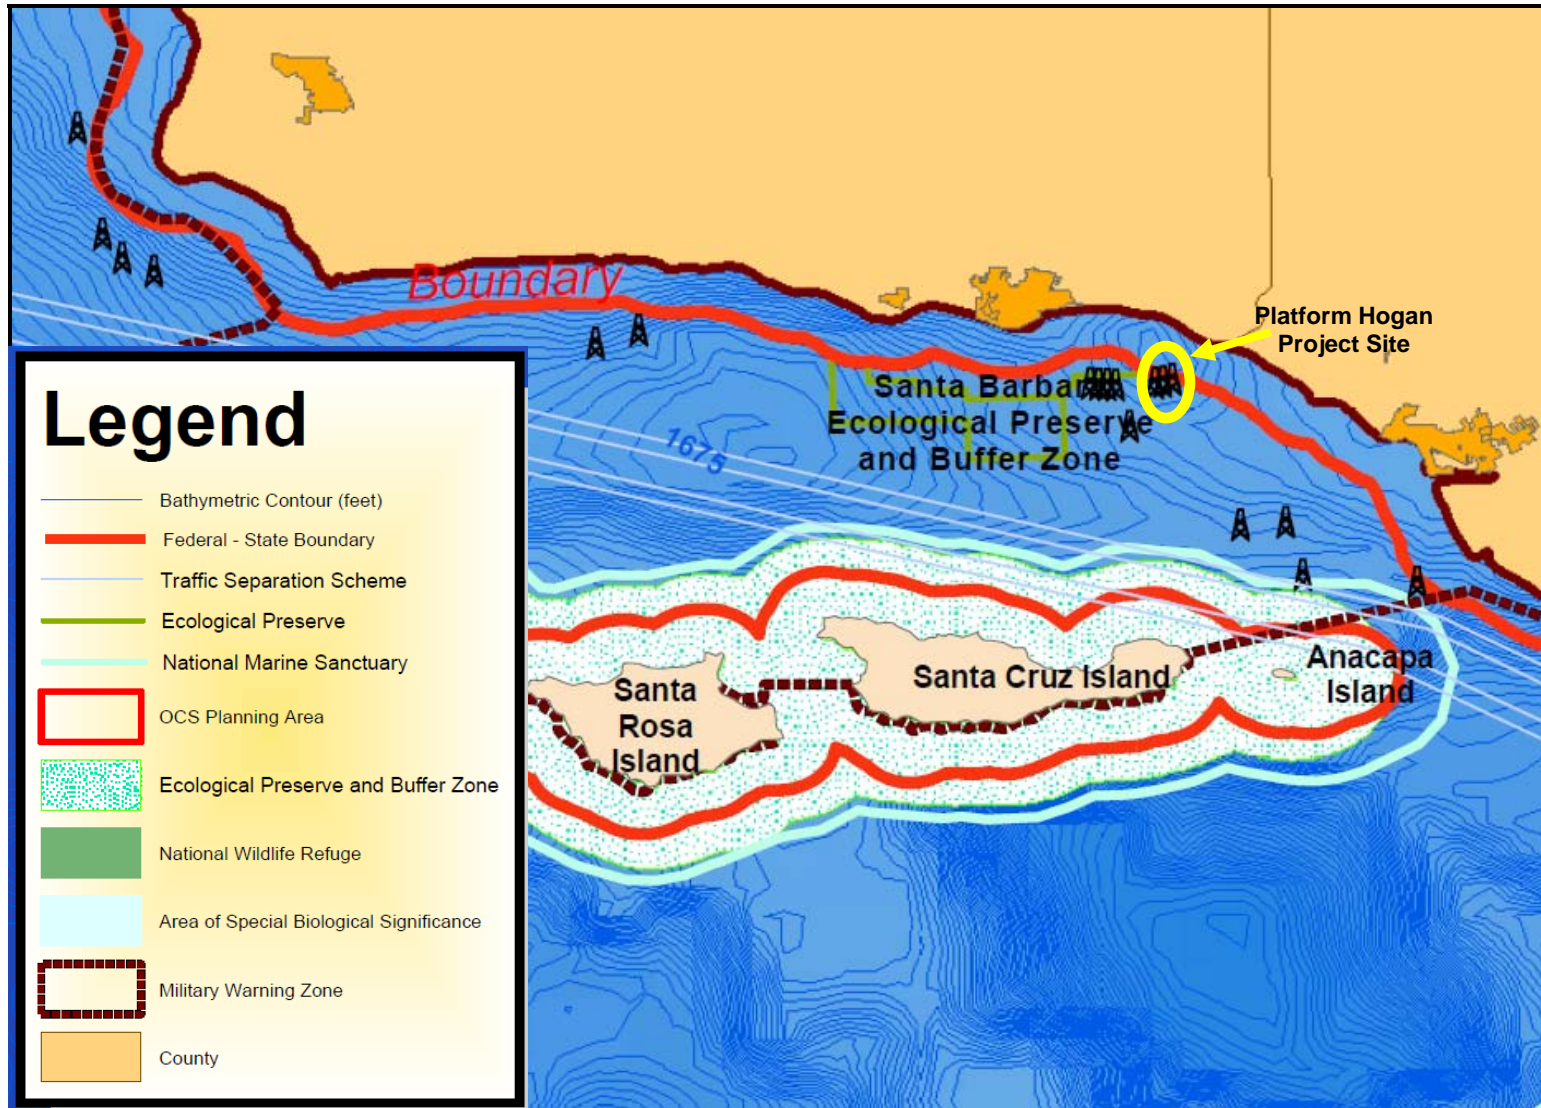 Boundary
Platform Hogan
Project Site
Santa Barbara
Ecological Preserve
and Buffer Zone
1675
Santa Cruz Island
Anacapa
Island
Santa
Rosa
Island
Legend
Bathymetric Contour (feet)
Federal - State Boundary
Traffic Separation Scheme
Ecological Preserve
National Marine Sanctuary
OCS Planning Area
Ecological Preserve and Buffer Zone
National Wildlife Refuge
Area of Special Biological Significance
Military Warning Zone
County